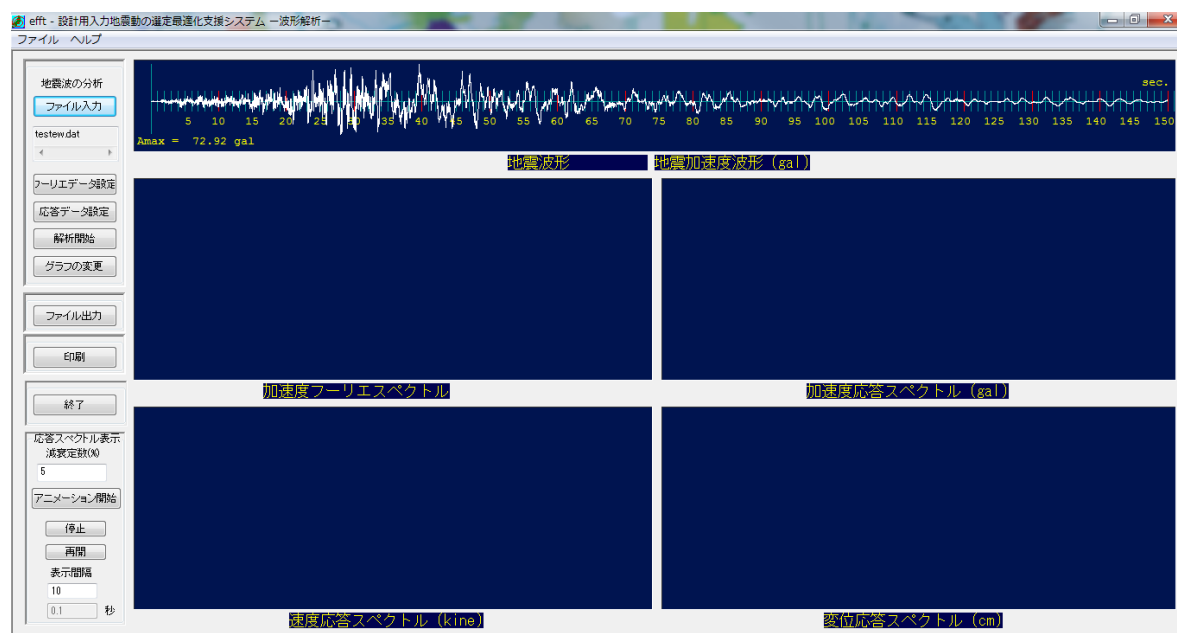 efft - 設計用入力地震動の選定最適化支援システム ー波形解析ー
ファイル ヘルプ
地震波の分析
ファイル入力
testew.dat
フーリエデータ設定
応答データ設定
解析開始
グラフの変更
ファイル出力
印刷
終了
応答スペクトル表示
減衰定数(%)
5
アニメーション開始
停止
再開
表示間隔
10
0.1 秒
sec.
5 10 15 20 25 30 35 40 45 50 55 60 65 70 75 80 85 90 95 100 105 110 115 120 125 130 135 140 145 150
Amax = 72.92 gal
地震波形 地震加速度波形 (gal)
加速度フーリエスペクトル
加速度応答スペクトル (gal)
速度応答スペクトル (kine)
変位応答スペクトル (cm)